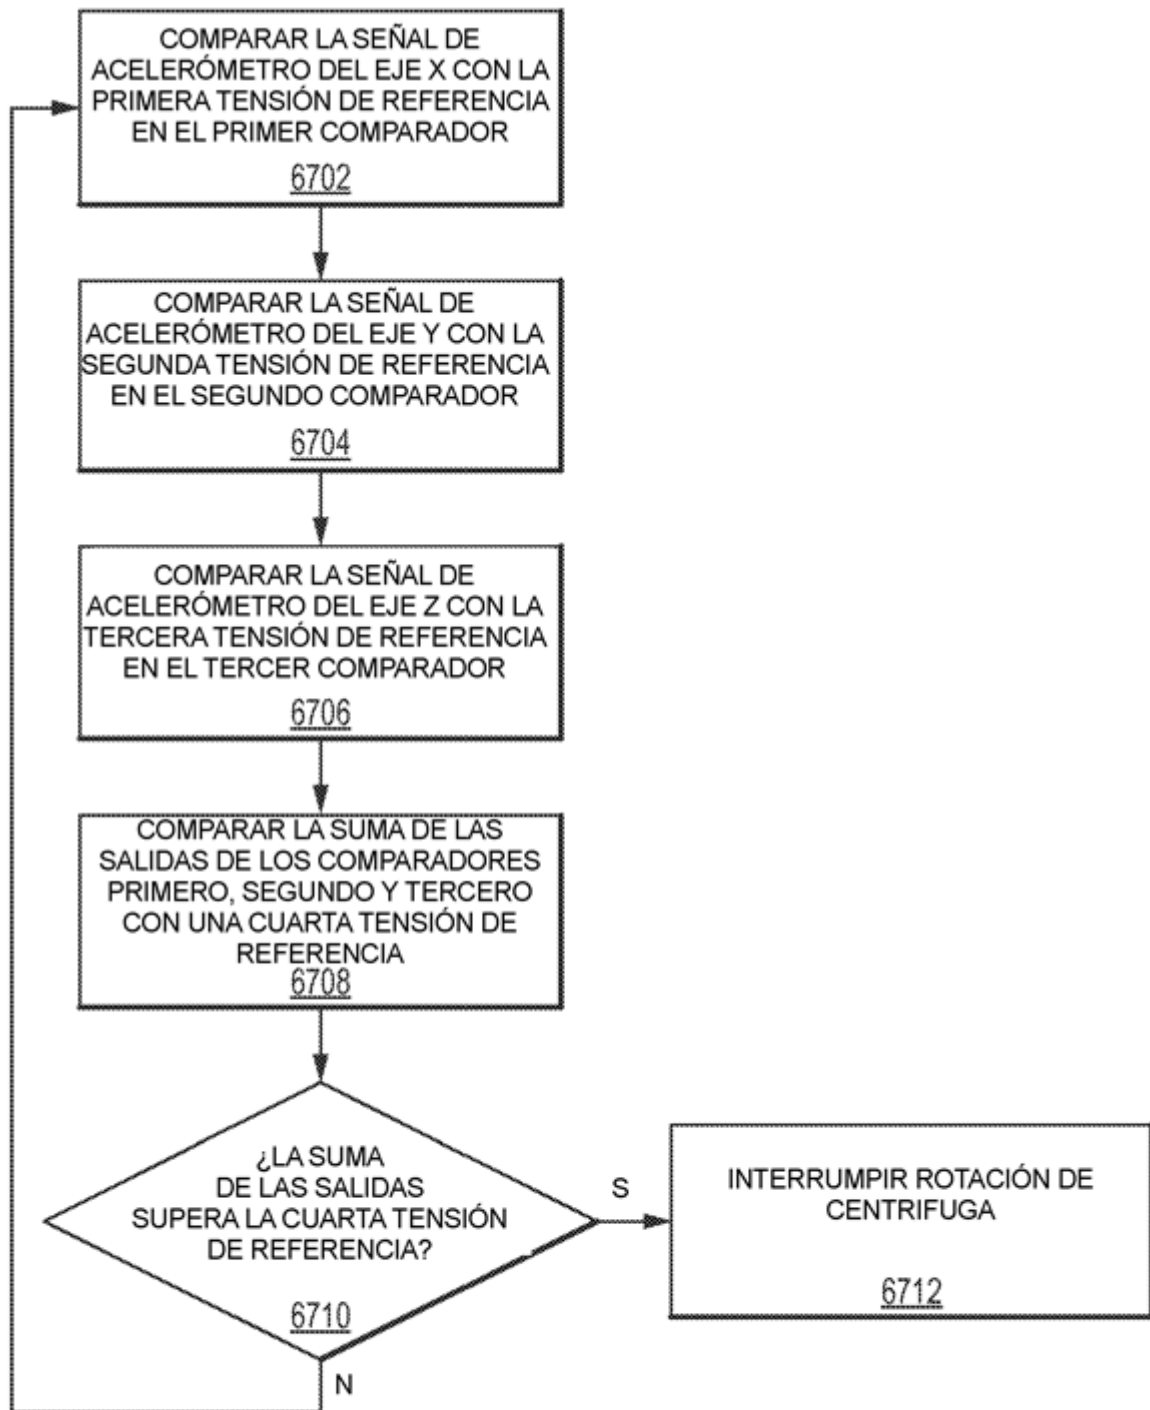 COMPARAR LA SEÑAL DE
ACELERÓMETRO DEL EJE X CON LA
PRIMERA TENSIÓN DE REFERENCIA
EN EL PRIMER COMPARADOR
6702
COMPARAR LA SEÑAL DE
ACELERÓMETRO DEL EJE Y CON LA
SEGUNDA TENSIÓN DE REFERENCIA
EN EL SEGUNDO COMPARADOR
6704
COMPARAR LA SEÑAL DE
ACELERÓMETRO DEL EJE Z CON LA
TERCERA TENSIÓN DE REFERENCIA
EN EL TERCER COMPARADOR
6706
COMPARAR LA SUMA DE LAS
SALIDAS DE LOS COMPARADORES
PRIMERO, SEGUNDO Y TERCERO
CON UNA CUARTA TENSIÓN DE
REFERENCIA
6708
¿LA SUMA
DE LAS SALIDAS
SUPERA LA CUARTA TENSIÓN
DE REFERENCIA?
6710
S
INTERRUMPIR ROTACIÓN DE
CENTRIFUGA
6712
N